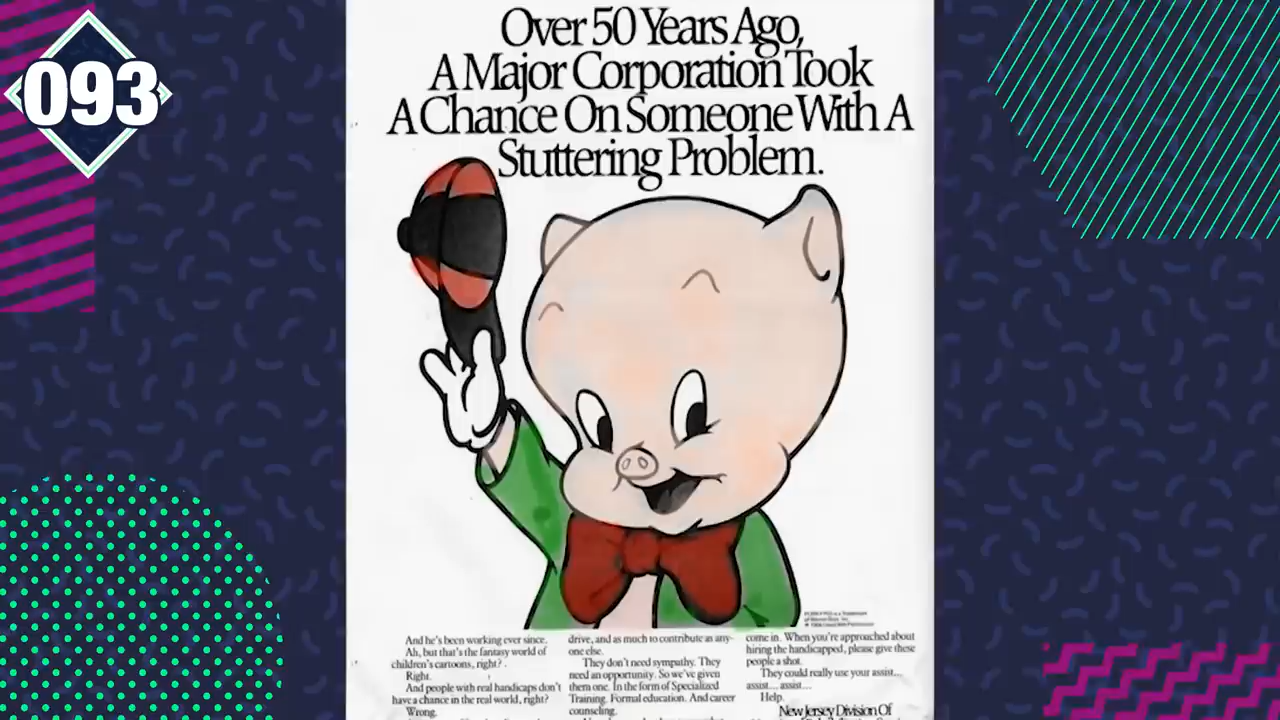 093
Over 50 Years Ago,
A Major Corporation Took
A Chance On Someone With A
Stuttering Problem.
And he's been working ever since.
Ah, but that's the fantasy world of
children's cartoons, right?
Right.
And people with real handicaps don't
have a chance in the real world, right?
Wrong.
drive, and as much to contribute as any-
one else.
They don't need sympathy. They
need an opportunity. So we've given
them one. In the form of Specialized
Training. Formal education. And career
counseling.
come in. When you're approached about
hiring the handicapped, please give these
people a shot.
They could really use your assist...
assist... assist...
Help.
New Jersey Division Of